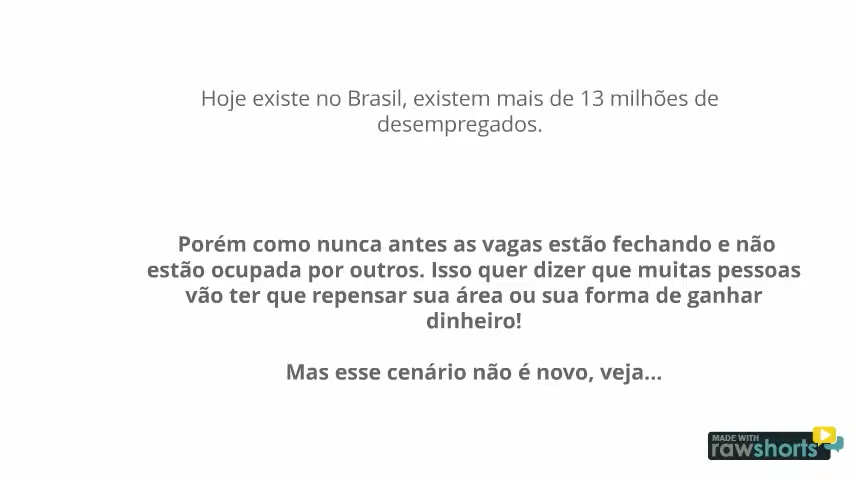 Hoje existe no Brasil, existem mais de 13 milhões de
desempregados.
Porém como nunca antes as vagas estão fechando e não
estão ocupada por outros. Isso quer dizer que muitas pessoas
vão ter que repensar sua área ou sua forma de ganhar
dinheiro!
Mas esse cenário não é novo, veja...
MADE WITH
rawshorts